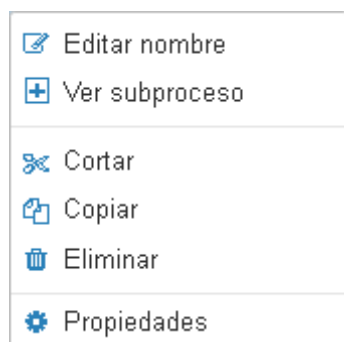 Editar nombre
Ver subproceso
Cortar
Copiar
Eliminar
Propiedades